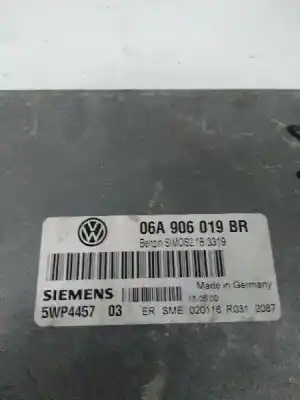 06A 906 019 BR
Benzin SIMOS2.1B 3319
Made in Germany
SIEMENS
5WP4457 03
ER SME 020116 R031 2087